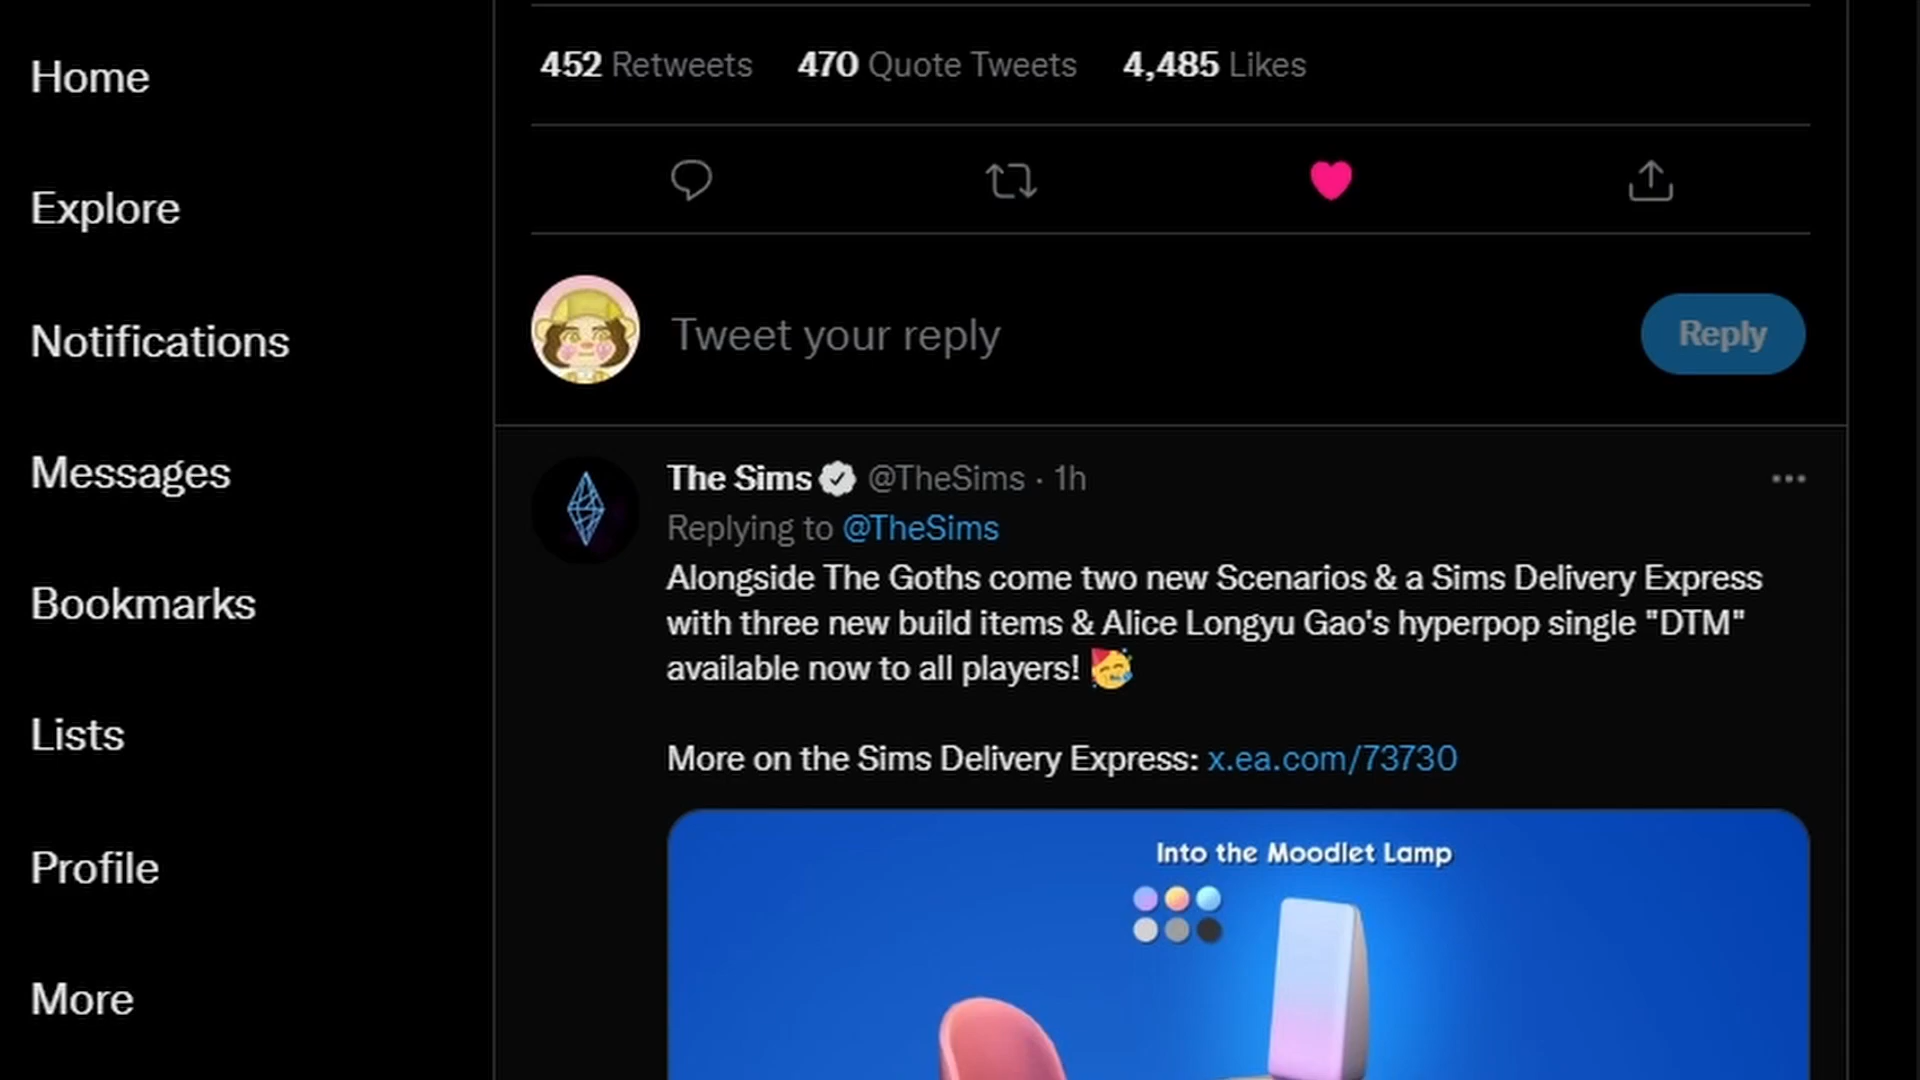 Home
Explore
Notifications
Messages
Bookmarks
Lists
Profile
More
452 Retweets 470 Quote Tweets 4,485 Likes
Tweet your reply
Reply
The Sims @TheSims · 1h
Replying to @TheSims
Alongside The Goths come two new Scenarios & a Sims Delivery Express
with three new build items & Alice Longyu Gao's hyperpop single "DTM"
available now to all players! 🥳
More on the Sims Delivery Express: x.ea.com/73730
Into the Moodlet Lamp